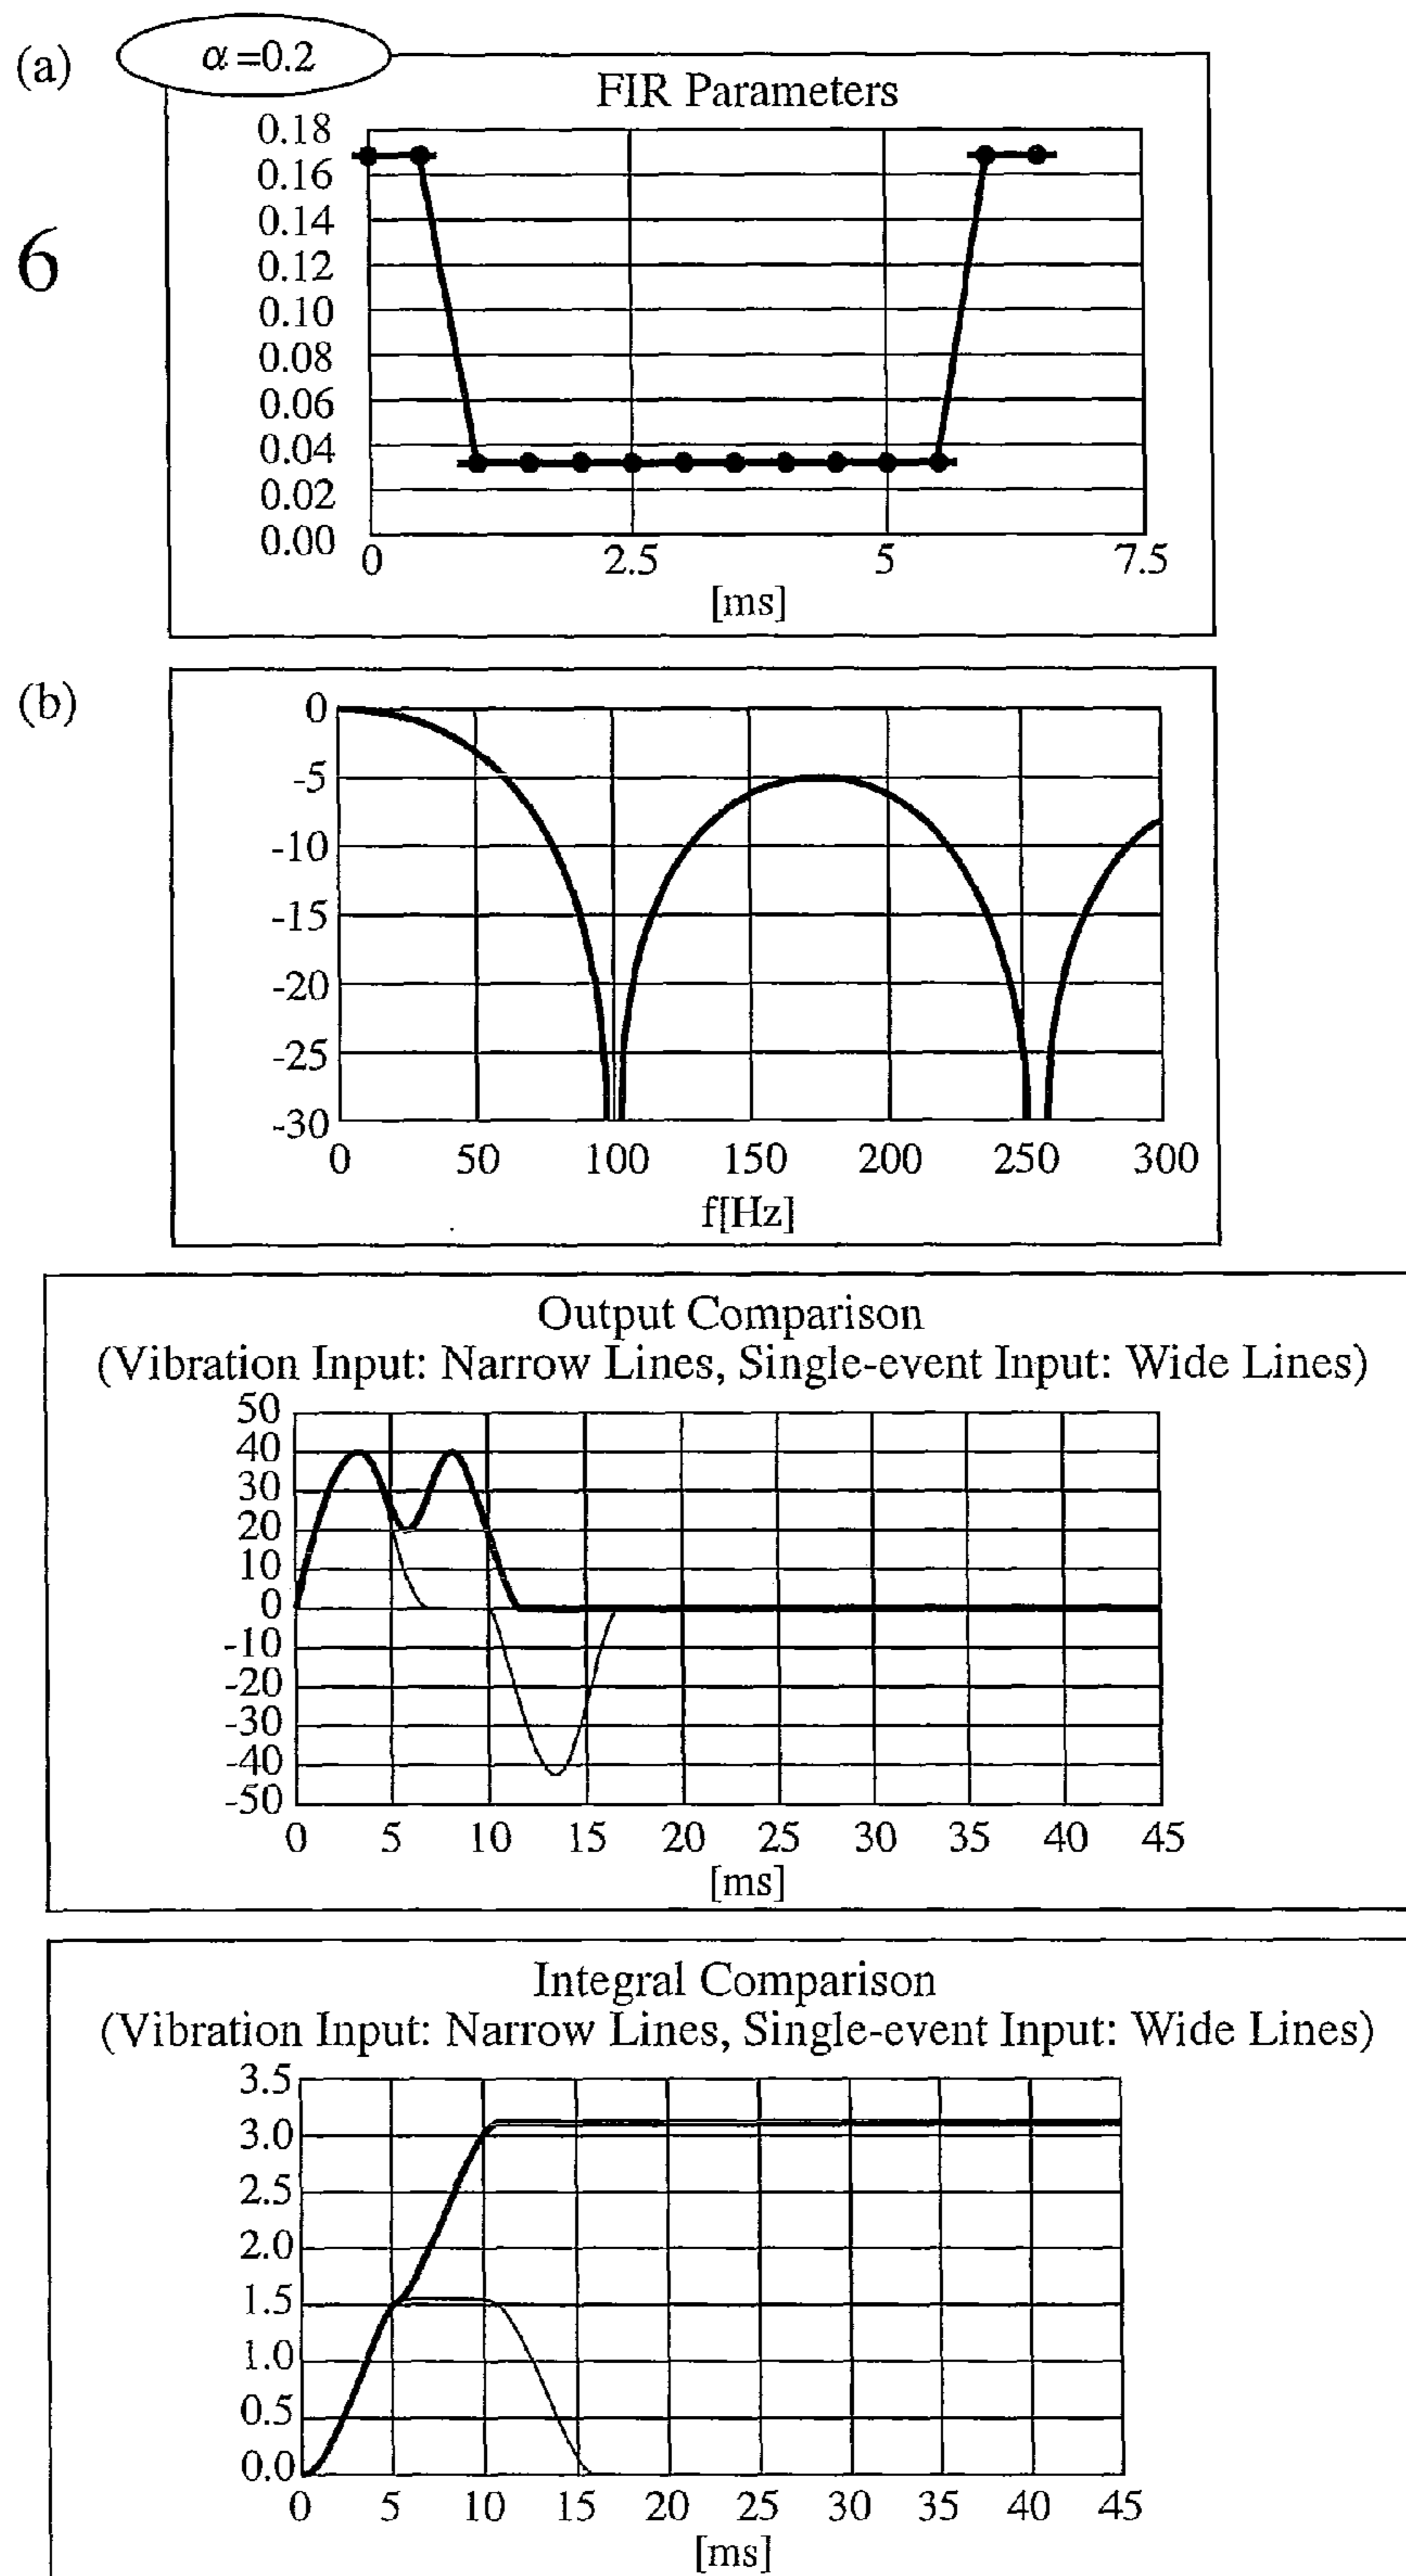 (a)
α=0.2
FIR Parameters
6
0.18
0.16
0.14
0.12
0.10
0.08
0.06
0.04
0.02
0.00
0 2.5 5 7.5
[ms]
(b)
0
-5
-10
-15
-20
-25
-30
0 50 100 150 200 250 300
f[Hz]
Output Comparison
(Vibration Input: Narrow Lines, Single-event Input: Wide Lines)
50
40
30
20
10
0
-10
-20
-30
-40
-50
0 5 10 15 20 25 30 35 40 45
[ms]
Integral Comparison
(Vibration Input: Narrow Lines, Single-event Input: Wide Lines)
3.5
3.0
2.5
2.0
1.5
1.0
0.5
0.0
0 5 10 15 20 25 30 35 40 45
[ms]